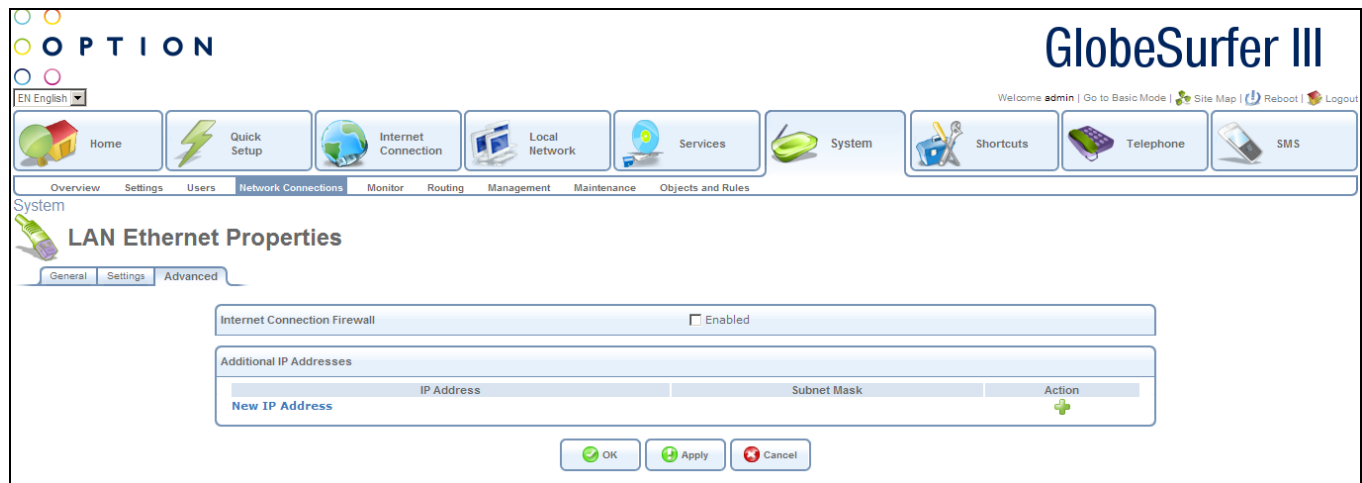 OPTION
GlobeSurfer III
EN English
Welcome admin | Go to Basic Mode | Site Map | Reboot | Logout
Home
Quick Setup
Internet Connection
Local Network
Services
System
Shortcuts
Telephone
SMS
Overview Settings Users Network Connections Monitor Routing Management Maintenance Objects and Rules
System
LAN Ethernet Properties
General Settings Advanced
Internet Connection Firewall Enabled
Additional IP Addresses
IP Address Subnet Mask Action
New IP Address
OK Apply Cancel